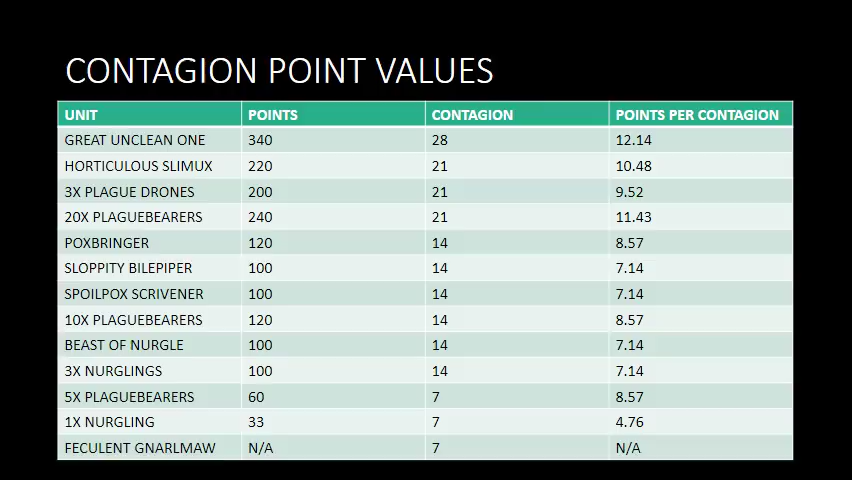 CONTAGION POINT VALUES
UNIT POINTS CONTAGION POINTS PER CONTAGION
GREAT UNCLEAN ONE 340 28 12.14
HORTICULOUS SLIMUX 220 21 10.48
3X PLAGUE DRONES 200 21 9.52
20X PLAGUEBEARERS 240 21 11.43
POXBRINGER 120 14 8.57
SLOPPITY BILEPIPER 100 14 7.14
SPOILPOX SCRIVENER 100 14 7.14
10X PLAGUEBEARERS 120 14 8.57
BEAST OF NURGLE 100 14 7.14
3X NURGLINGS 100 14 7.14
5X PLAGUEBEARERS 60 7 8.57
1X NURGLING 33 7 4.76
FECULENT GNARLMAW N/A 7 N/A